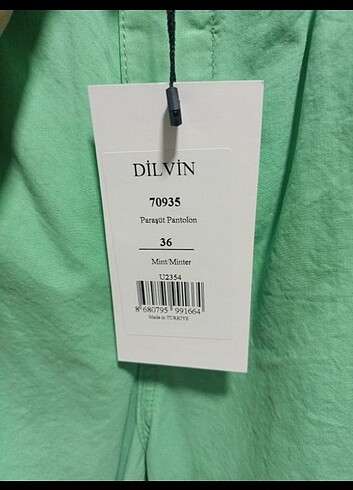 DİLVİN
70935
Paraşüt Pantolon
36
Mint/Minter
U2354
8 680795 991664
Made in TÜRKİYE